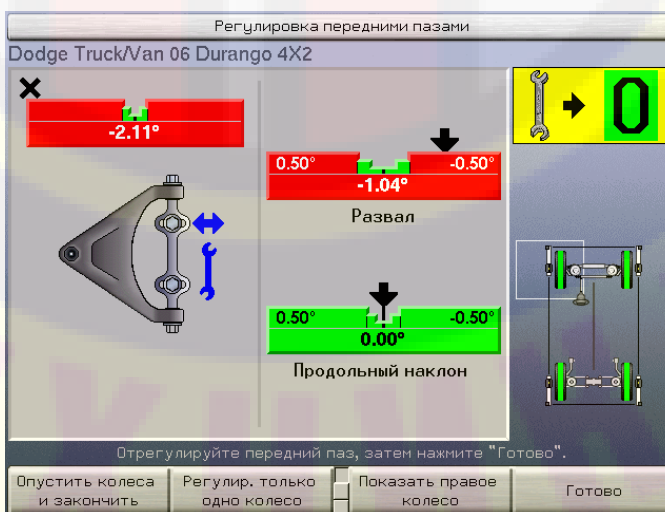 Регулировка передними пазами
Dodge Truck/Van 06 Durango 4X2
-2.11°
0
0.50° -0.50°
-1.04°
Развал
0.50° -0.50°
0.00°
Продольный наклон
Отрегулируйте передний паз, затем нажмите "Готово".
Опустить колеса
и закончить
Регулир. только
одно колесо
Показать правое
колесо
Готово